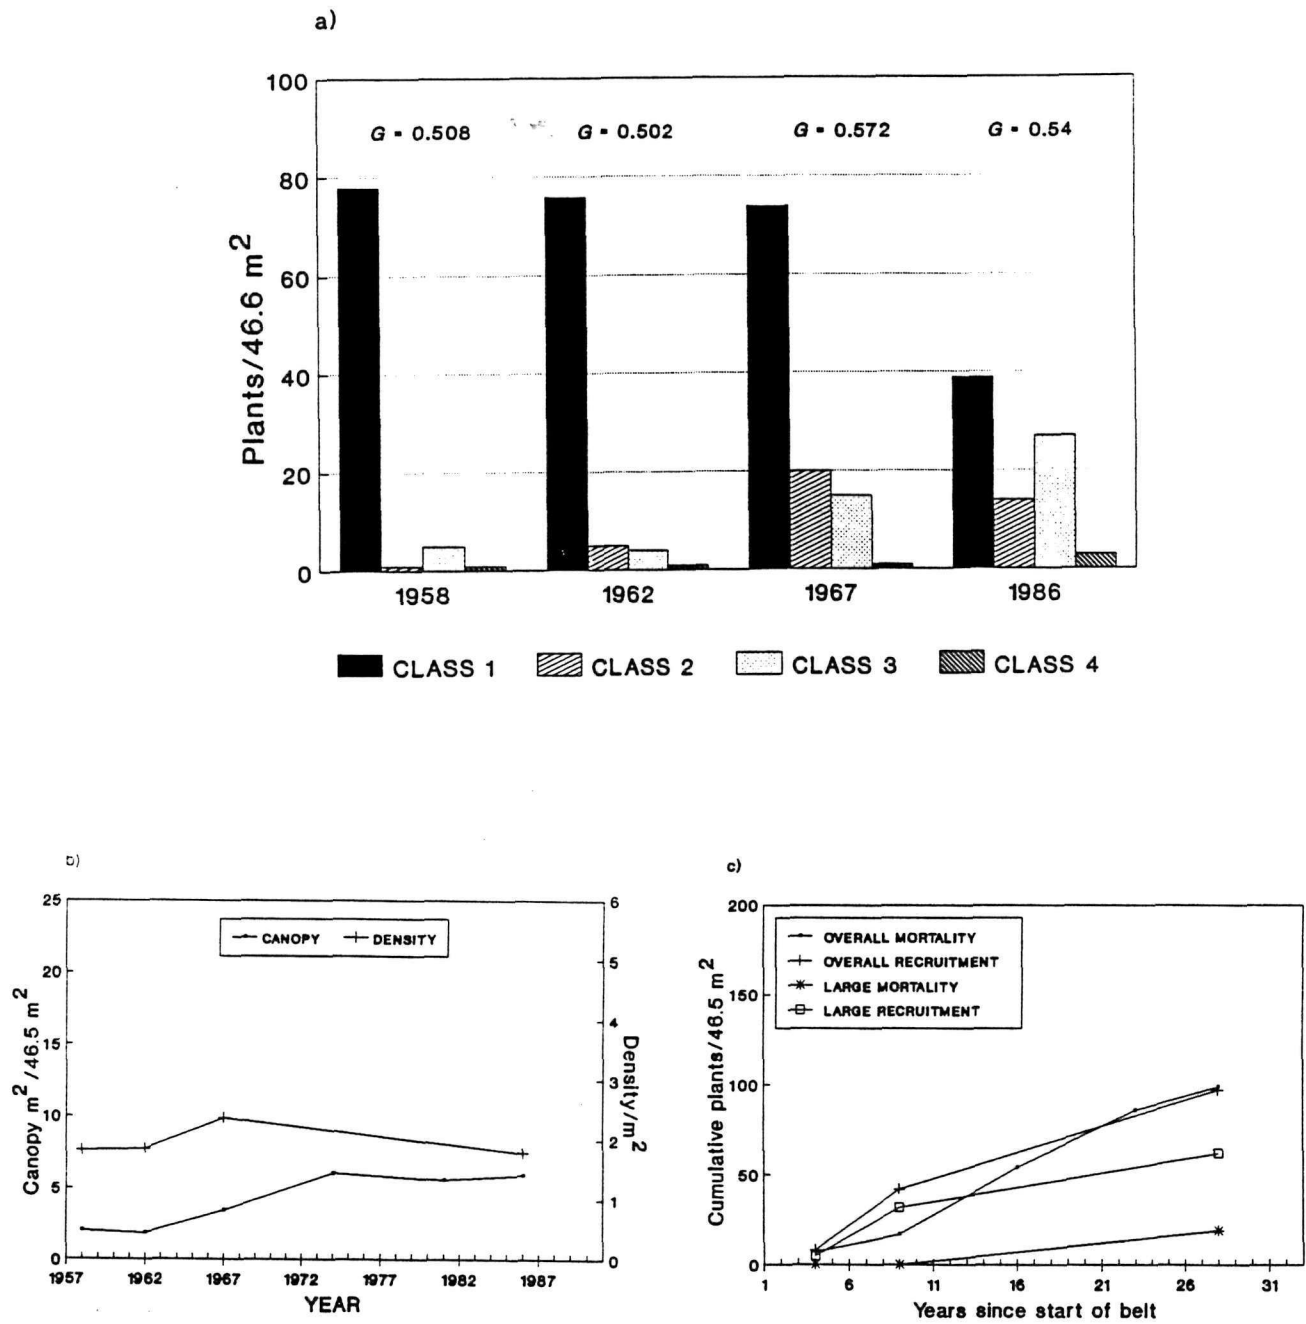 a)
100
G = 0.508 G = 0.502 G = 0.572 G = 0.54
80
60
40
20
0
Plants/46.6 m²
1958 1962 1967 1986
CLASS 1 CLASS 2 CLASS 3 CLASS 4
b)
25
20
15
10
5
0
Canopy m² /46.5 m²
CANOPY DENSITY
6
5
4
3
2
1
0
Density/m²
1957 1962 1967 1972 1977 1982 1987
YEAR
c)
200
150
100
50
0
Cumulative plants/46.5 m²
OVERALL MORTALITY
OVERALL RECRUITMENT
LARGE MORTALITY
LARGE RECRUITMENT
1 6 11 16 21 26 31
Years since start of belt